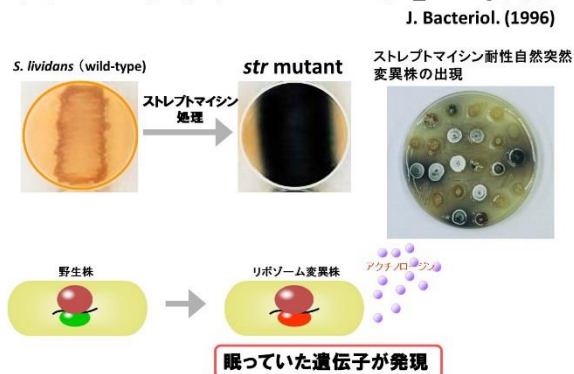 J. Bacteriol. (1996)
S. lividans (wild-type)
ストレプトマイシン
処理
str mutant
ストレプトマイシン耐性自然突然
変異株の出現
野生株
リボゾーム変異株
アクチノロージン
眠っていた遺伝子が発現